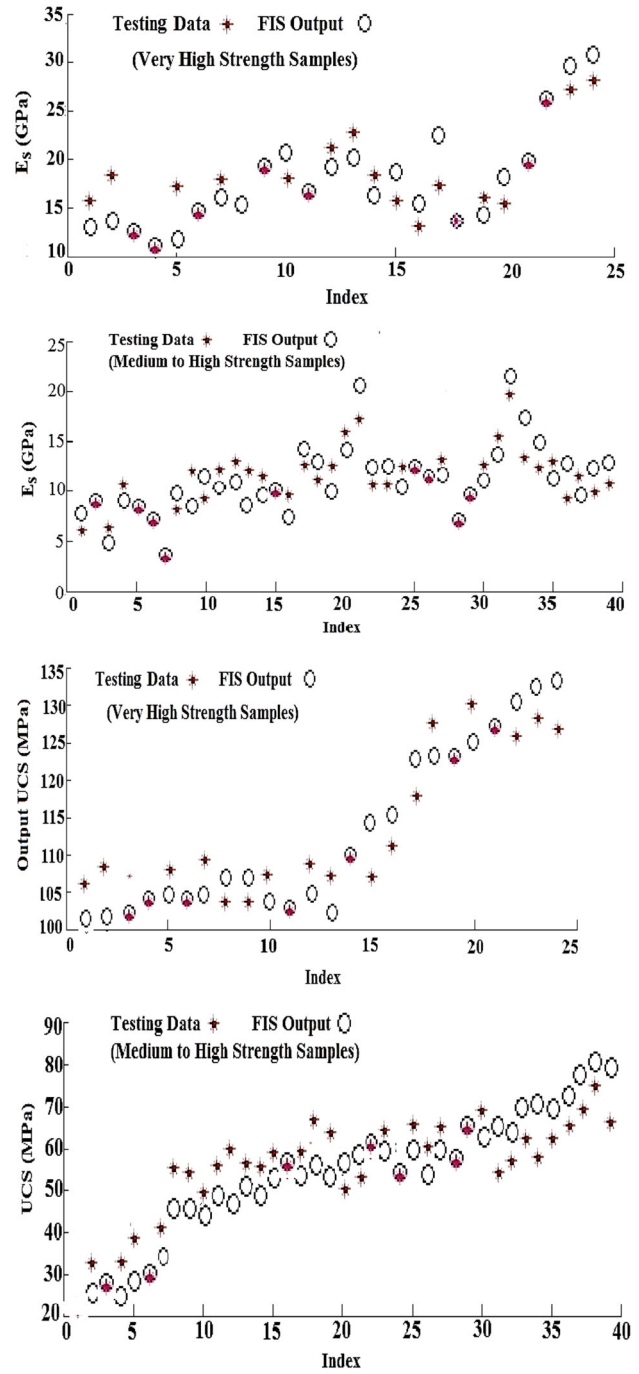 Testing Data FIS Output
(Very High Strength Samples)
35
30
25
20
15
10
Es (GPa)
0 5 10 15 20 25
Index
Testing Data FIS Output
(Medium to High Strength Samples)
25
20
15
10
5
0
Es (GPa)
0 5 10 15 20 25 30 35 40
Index
135
Testing Data FIS Output
(Very High Strength Samples)
130
125
120
115
110
108
105
100
Output UCS (MPa)
0 5 10 15 20 25
Index
90
Testing Data FIS Output
(Medium to High Strength Samples)
80
70
60
50
40
30
20
UCS (MPa)
0 5 10 15 20 25 30 35 40
Index